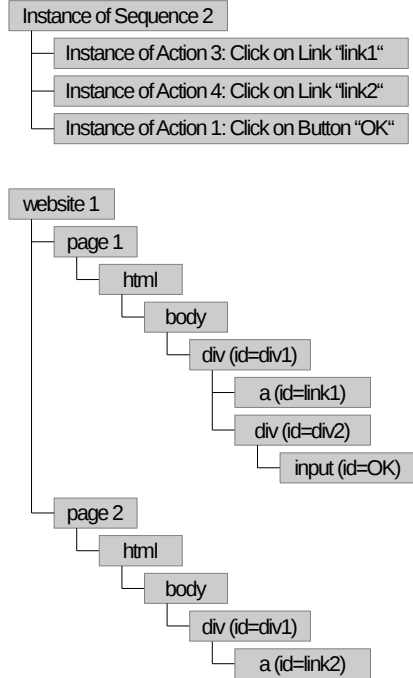 Instance of Sequence 2
Instance of Action 3: Click on Link “link1“
Instance of Action 4: Click on Link “link2“
Instance of Action 1: Click on Button “OK“
website 1
page 1
html
body
div (id=div1)
a (id=link1)
div (id=div2)
input (id=OK)
page 2
html
body
div (id=div1)
a (id=link2)